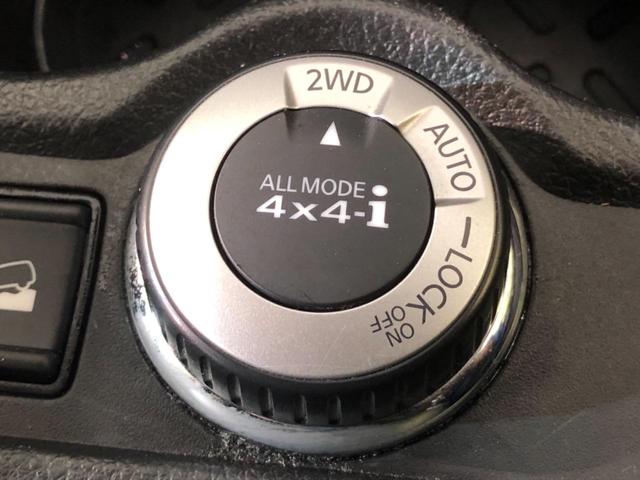 2WD
AUTO
LOCK
ON
OFF
ALL MODE
4x4-i